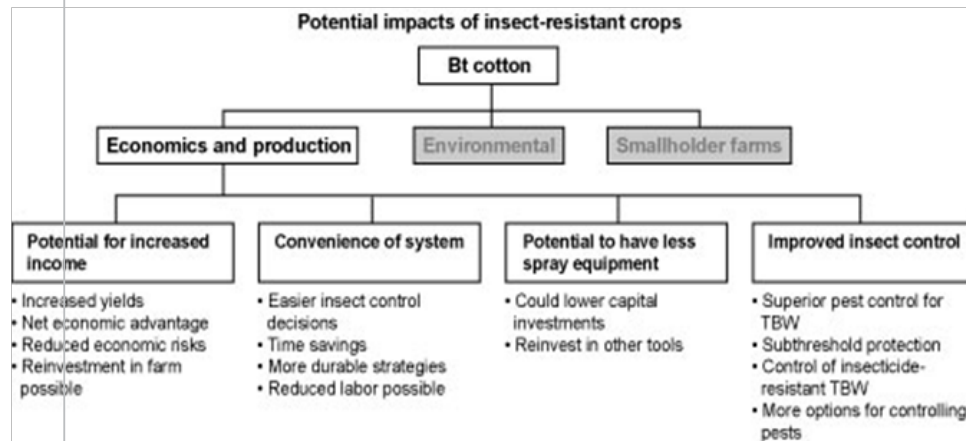 Potential impacts of insect-resistant crops
Bt cotton
Economics and production
Environmental
Smallholder farms
Potential for increased
income
• Increased yields
• Net economic advantage
• Reduced economic risks
• Reinvestment in farm
possible
Convenience of system
• Easier insect control
decisions
• Time savings
• More durable strategies
• Reduced labor possible
Potential to have less
spray equipment
• Could lower capital
investments
• Reinvest in other tools
Improved insect control
• Superior pest control for
TBW
• Subthreshold protection
• Control of insecticide-
resistant TBW
• More options for controlling
pests